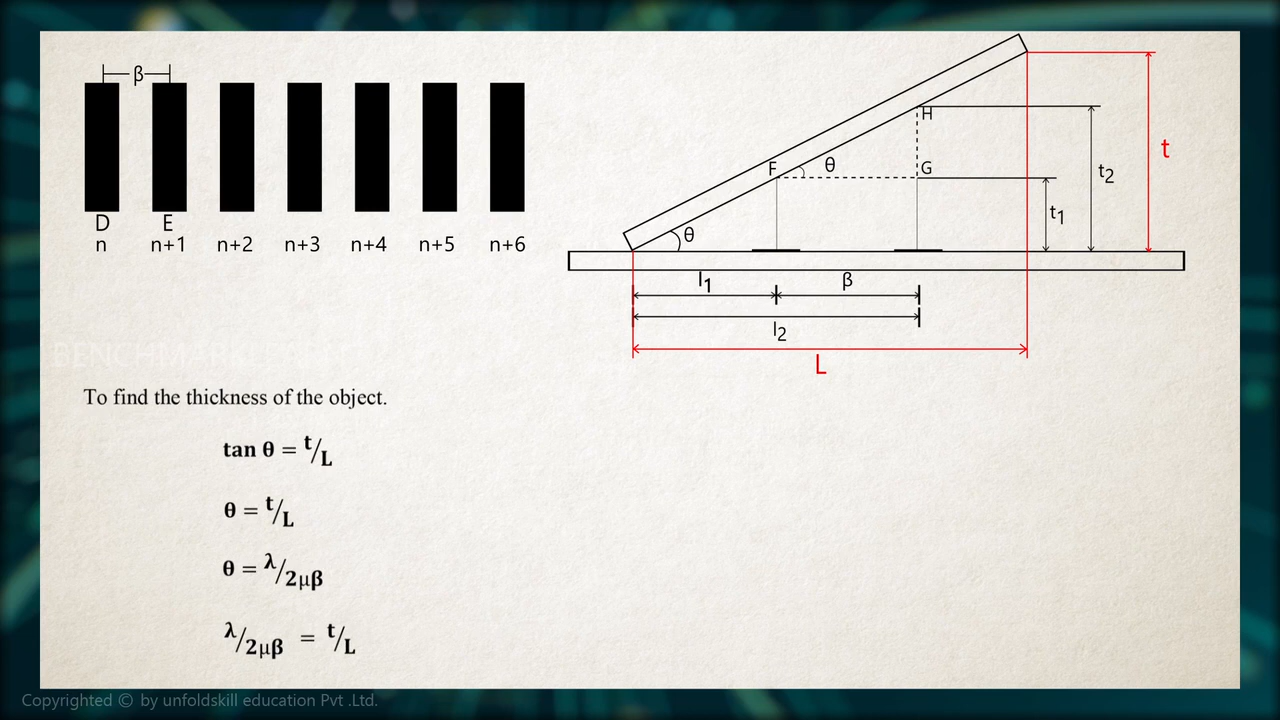 β
D E
n n+1 n+2 n+3 n+4 n+5 n+6
H
F θ G
θ
t
t2
t1
l1 β
l2
L
BENCHM
To find the thickness of the object.
tan θ = t/L
θ = t/L
θ = λ/2μβ
λ/2μβ = t/L
Copyrighted © by unfoldskill education Pvt .Ltd.